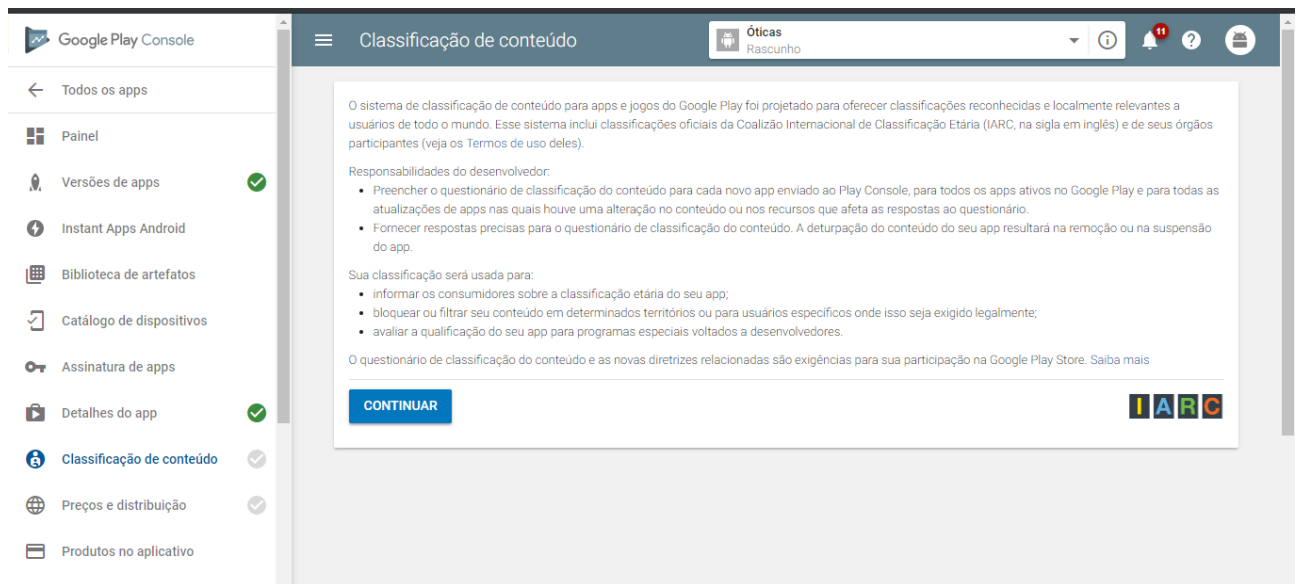 Google Play Console
Classificação de conteúdo
Óticas
Rascunho
11
Todos os apps
Painel
Versões de apps
Instant Apps Android
Biblioteca de artefatos
Catálogo de dispositivos
Assinatura de apps
Detalhes do app
Classificação de conteúdo
Preços e distribuição
Produtos no aplicativo
O sistema de classificação de conteúdo para apps e jogos do Google Play foi projetado para oferecer classificações reconhecidas e localmente relevantes a
usuários de todo o mundo. Esse sistema inclui classificações oficiais da Coalizão Internacional de Classificação Etária (IARC, na sigla em inglês) e de seus órgãos
participantes (veja os Termos de uso deles).
Responsabilidades do desenvolvedor:
• Preencher o questionário de classificação do conteúdo para cada novo app enviado ao Play Console, para todos os apps ativos no Google Play e para todas as
atualizações de apps nas quais houve uma alteração no conteúdo ou nos recursos que afeta as respostas ao questionário.
• Fornecer respostas precisas para o questionário de classificação do conteúdo. A deturpação do conteúdo do seu app resultará na remoção ou na suspensão
do app.
Sua classificação será usada para:
• informar os consumidores sobre a classificação etária do seu app;
• bloquear ou filtrar seu conteúdo em determinados territórios ou para usuários específicos onde isso seja exigido legalmente;
• avaliar a qualificação do seu app para programas especiais voltados a desenvolvedores.
O questionário de classificação do conteúdo e as novas diretrizes relacionadas são exigências para sua participação na Google Play Store. Saiba mais
CONTINUAR
IARC